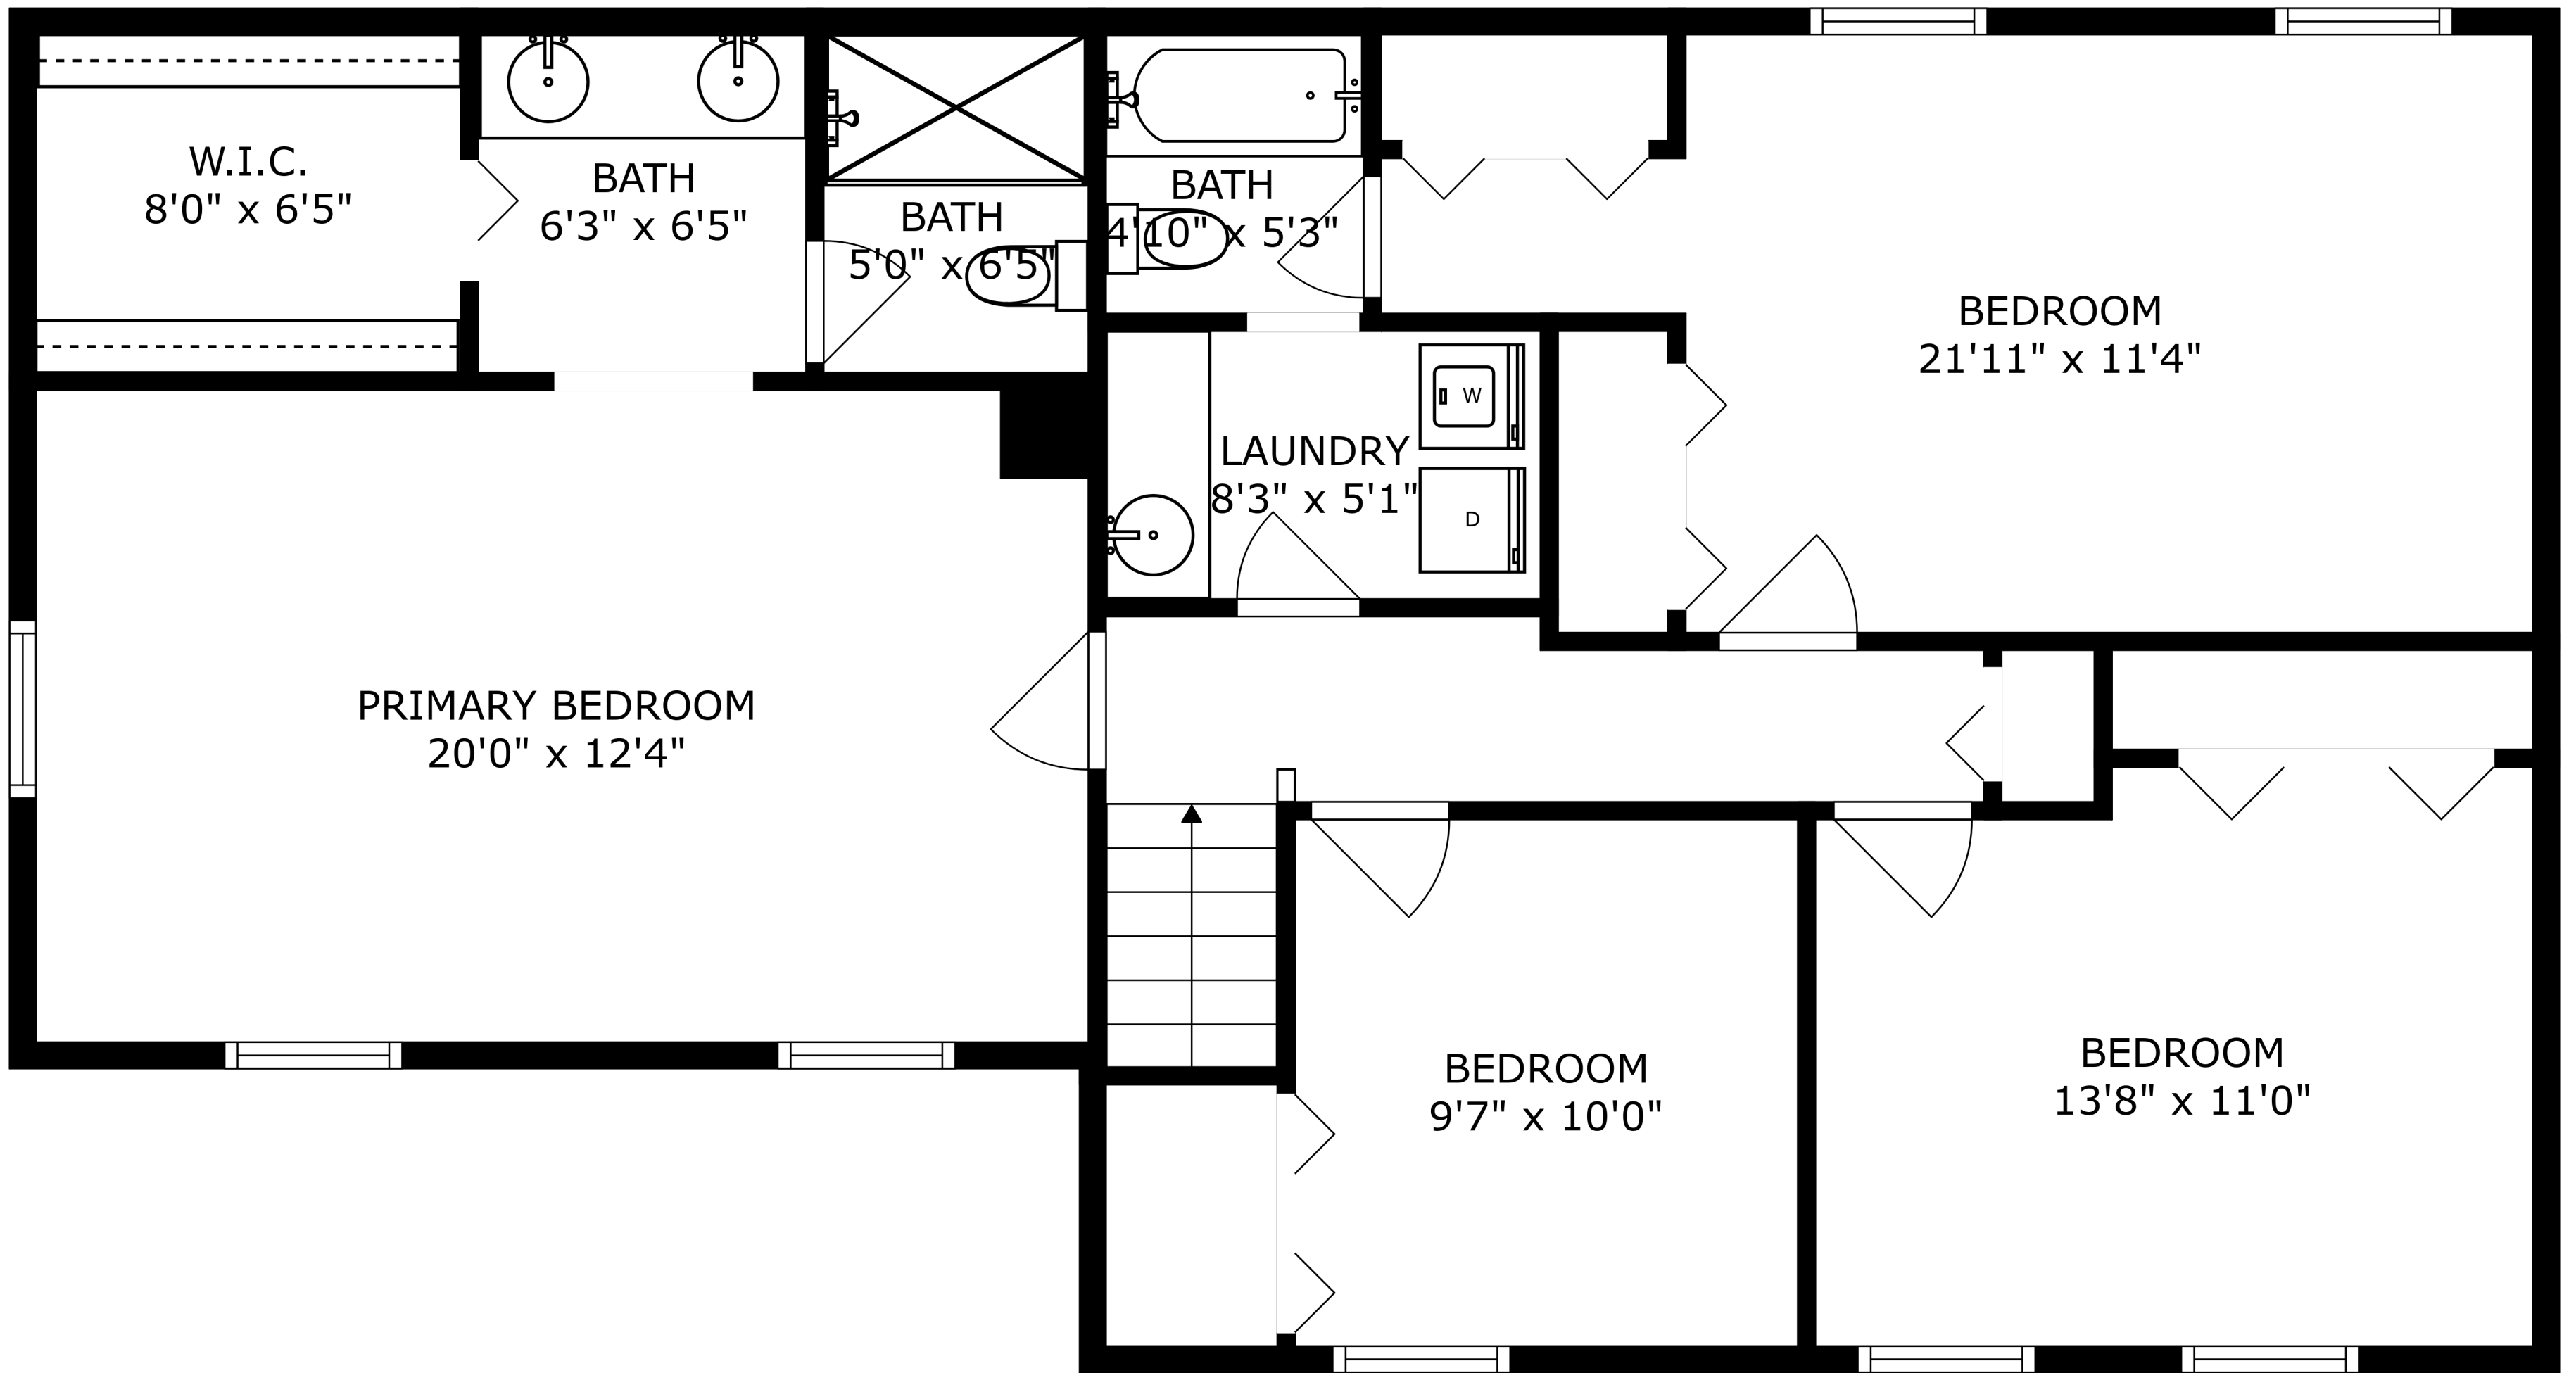 W.I.C.
8'0" x 6'5"
BATH
6'3" x 6'5"
BATH
5'0" x 6'5"
BATH
4'10" x 5'3"
BEDROOM
21'11" x 11'4"
W
LAUNDRY
8'3" x 5'1"
D
PRIMARY BEDROOM
20'0" x 12'4"
BEDROOM
9'7" x 10'0"
BEDROOM
13'8" x 11'0"